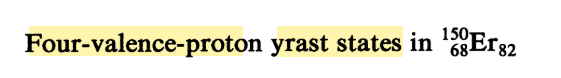 Four-valence-proton yrast states in ¹⁵⁰₆₈Er₈₂